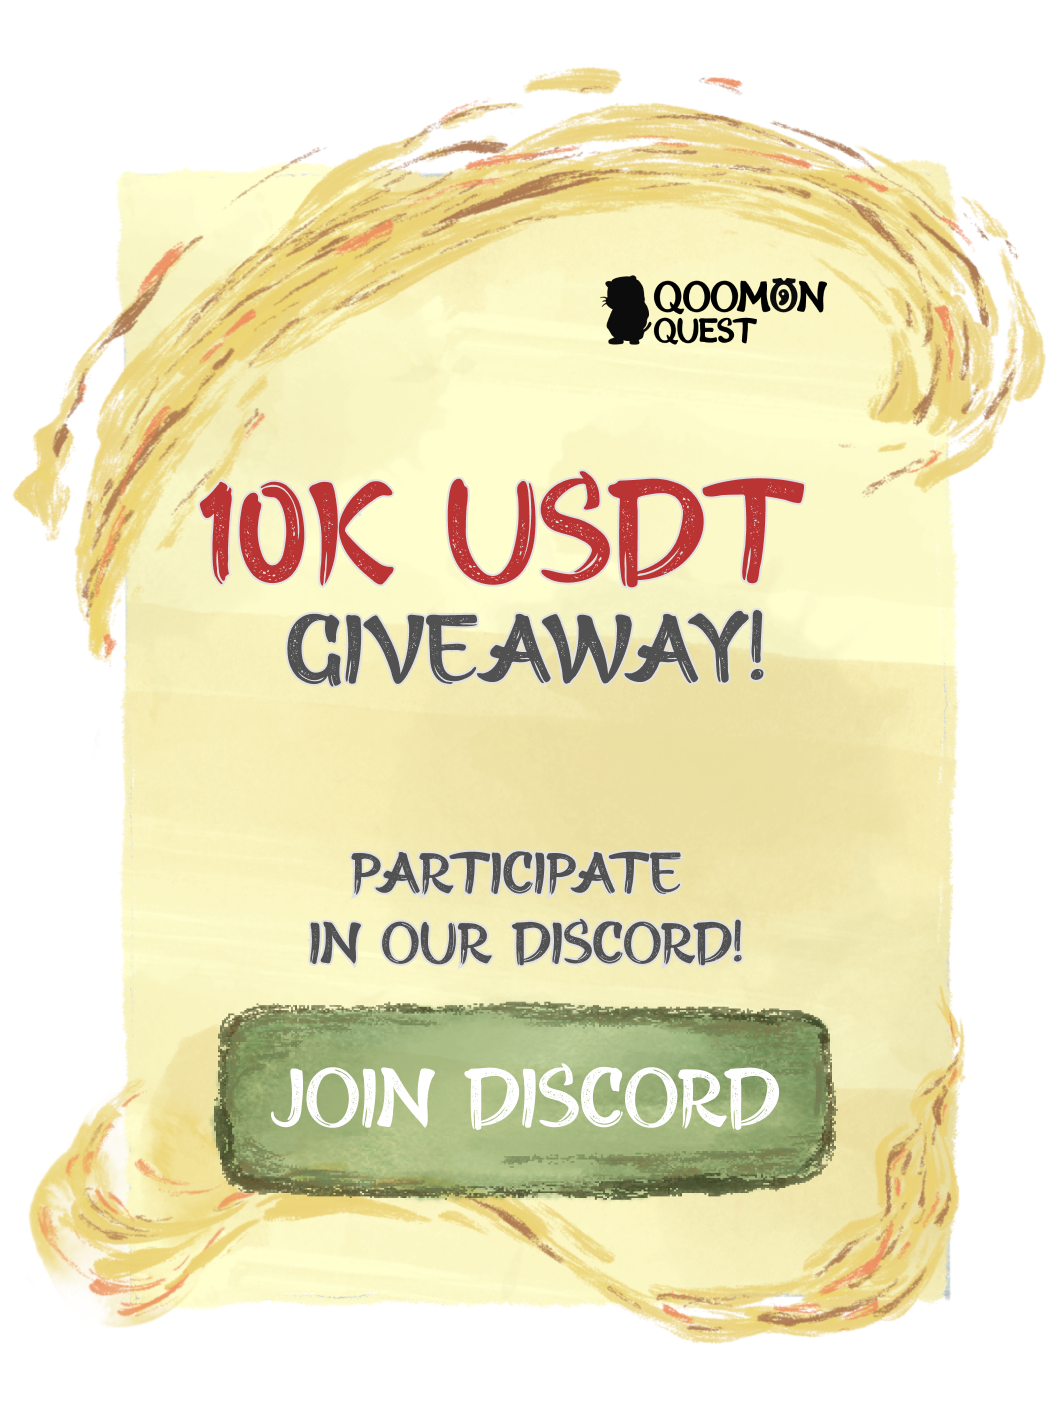 QOOMON
QUEST
10K USDT
GIVEAWAY!
PARTICIPATE
IN OUR DISCORD!
JOIN DISCORD